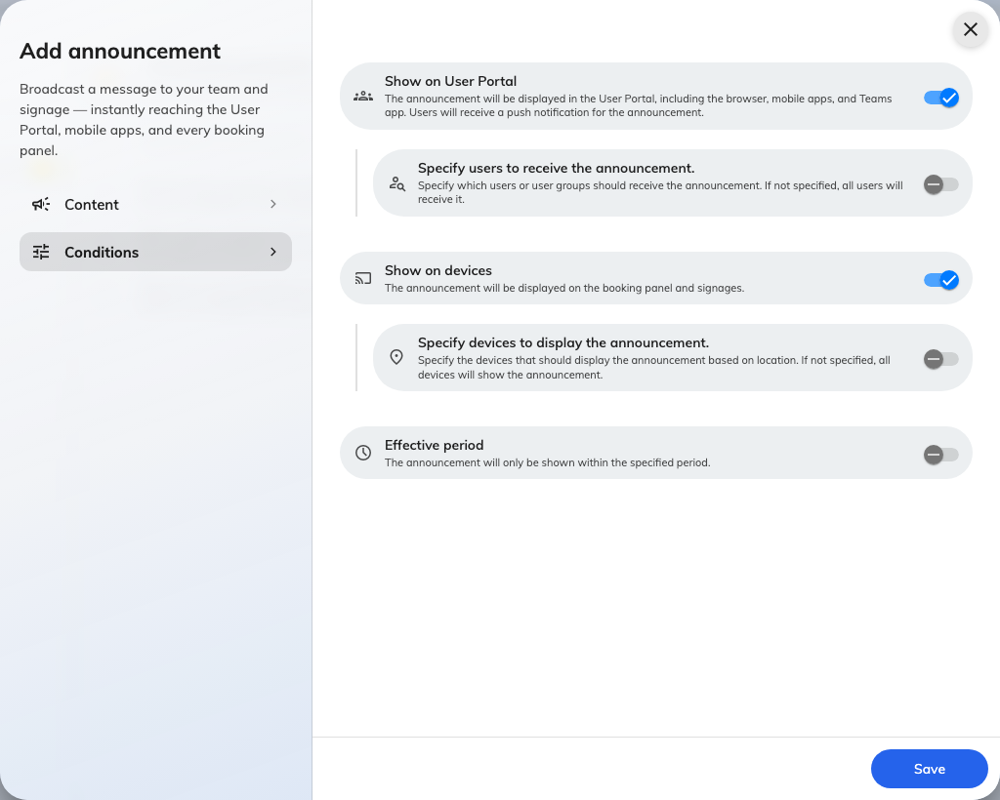 Add announcement
Broadcast a message to your team and
signage — instantly reaching the User
Portal, mobile apps, and every booking
panel.
Content
Conditions
Show on User Portal
The announcement will be displayed in the User Portal, including the browser, mobile apps, and Teams
app. Users will receive a push notification for the announcement.
Specify users to receive the announcement.
Specify which users or user groups should receive the announcement. If not specified, all users will
receive it.
Show on devices
The announcement will be displayed on the booking panel and signages.
Specify devices to display the announcement.
Specify the devices that should display the announcement based on location. If not specified, all
devices will show the announcement.
Effective period
The announcement will only be shown within the specified period.
Save